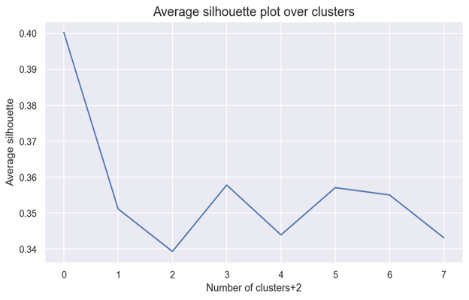 Average silhouette plot over clusters
0.40
0.39
0.38
0.37
0.36
0.35
0.34
Average silhouette
0 1 2 3 4 5 6 7
Number of clusters+2